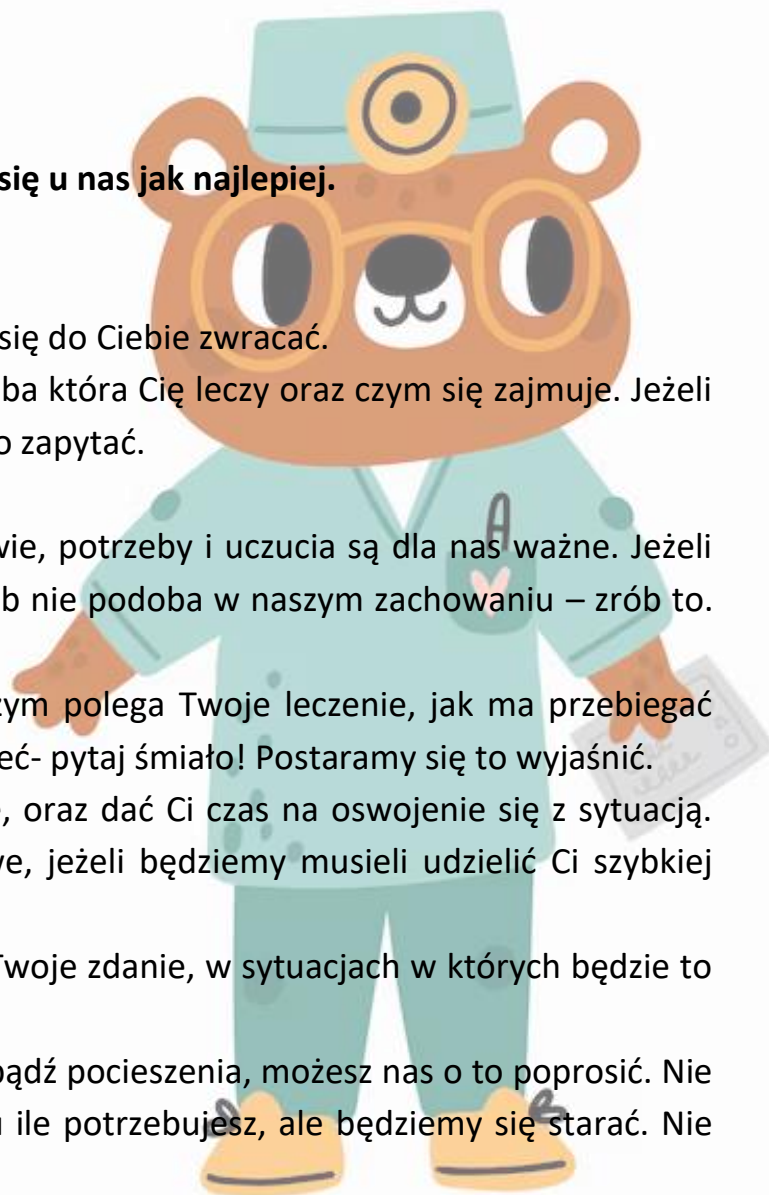 się u nas jak najlepiej.
się do Ciebie zwracać.
ba która Cię leczy oraz czym się zajmuje. Jeżeli
o zapytać.
wie, potrzeby i uczucia są dla nas ważne. Jeżeli
b nie podoba w naszym zachowaniu – zrób to.
zym polega Twoje leczenie, jak ma przebiegać
eć- pytaj śmiało! Postaramy się to wyjaśnić.
, oraz dać Ci czas na oswojenie się z sytuacją.
ve, jeżeli będziemy musieli udzielić Ci szybkiej
Twoje zdanie, w sytuacjach w których będzie to
bądź pocieszenia, możesz nas o to poprosić. Nie
u ile potrzebujesz, ale będziemy się starać. Nie